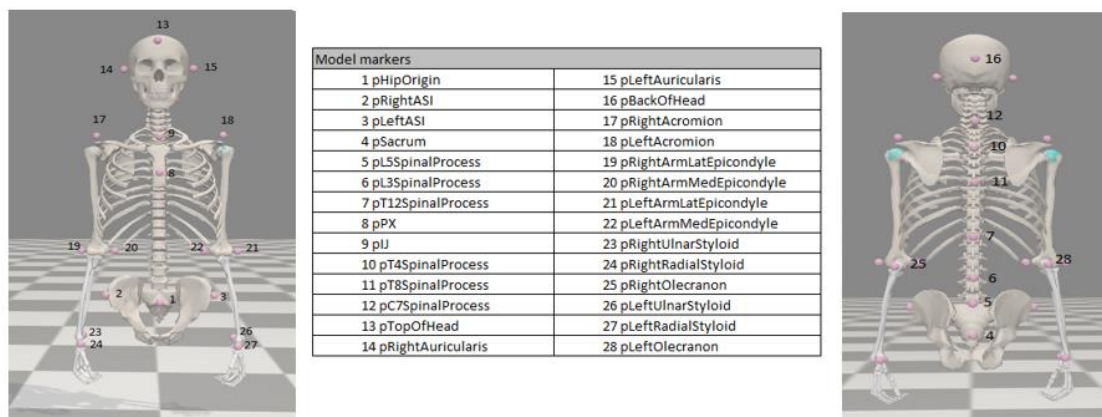 13
14
15
17
18
9
8
19
20
22
21
2
1
3
23
24
26
27
Model markers
1 pHipOrigin
2 pRightASI
3 pLeftASI
4 pSacrum
5 pL5SpinalProcess
6 pL3SpinalProcess
7 pT12SpinalProcess
8 pPX
9 pIJ
10 pT4SpinalProcess
11 pT8SpinalProcess
12 pC7SpinalProcess
13 pTopOfHead
14 pRightAuricularis
15 pLeftAuricularis
16 pBackOfHead
17 pRightAcromion
18 pLeftAcromion
19 pRightArmLatEpicondyle
20 pRightArmMedEpicondyle
21 pLeftArmLatEpicondyle
22 pLeftArmMedEpicondyle
23 pRightUlnarStyloid
24 pRightRadialStyloid
25 pRightOlecranon
26 pLeftUlnarStyloid
27 pLeftRadialStyloid
28 pLeftOlecranon
16
12
10
11
7
25
28
6
5
4